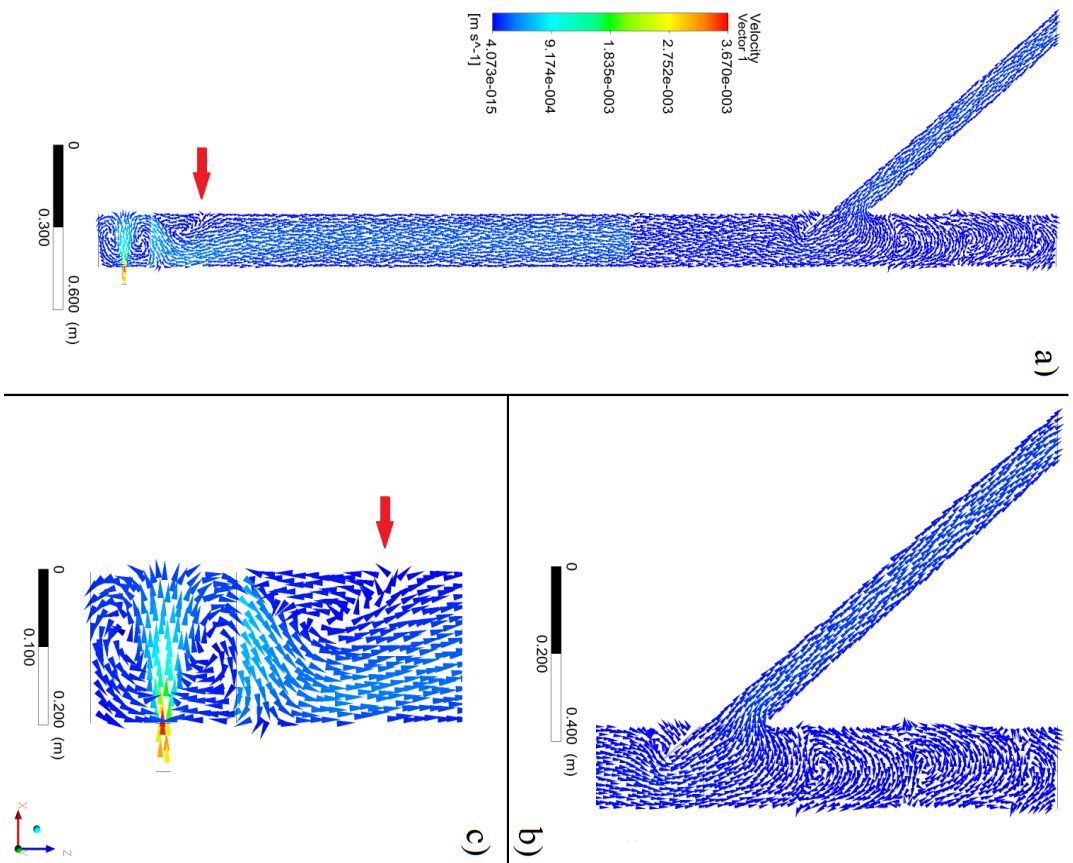 Velocity
Vector 1
3.670e-003
2.752e-003
1.835e-003
9.174e-004
4.073e-015
[m s^-1]
0
0.300
0.600 (m)
a)
0
0.200
0.400 (m)
b)
0
0.100
0.200 (m)
c)
X
Y
Z